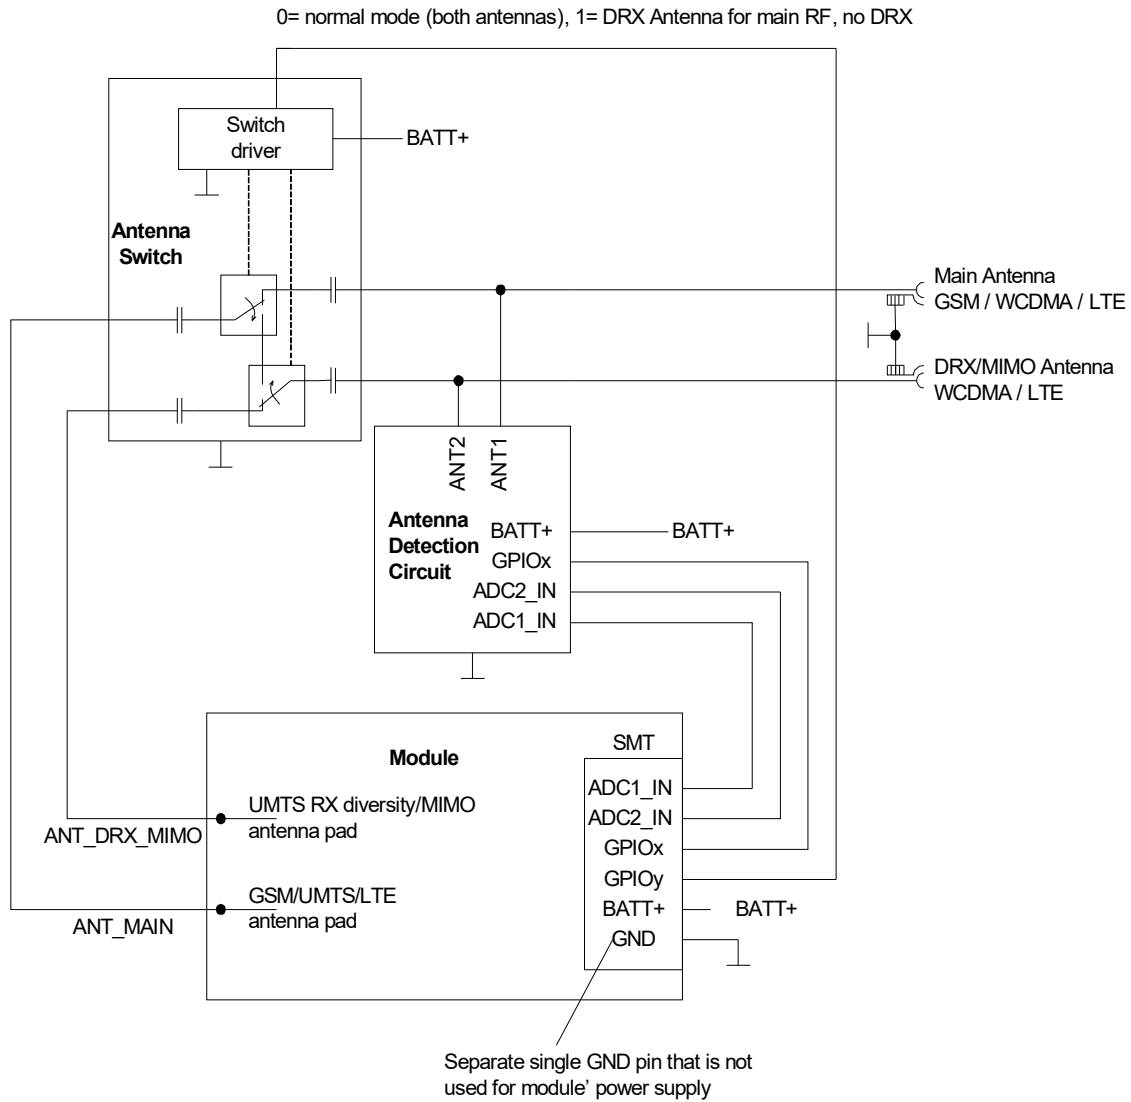 0= normal mode (both antennas), 1= DRX Antenna for main RF, no DRX
Switch
driver
BATT+
Antenna
Switch
Main Antenna
GSM / WCDMA / LTE
DRX/MIMO Antenna
WCDMA / LTE
ANT2
ANT1
Antenna
Detection
Circuit
BATT+
BATT+
GPIOx
ADC2_IN
ADC1_IN
Module
SMT
ADC1_IN
ADC2_IN
GPIOx
GPIOy
BATT+
BATT+
GND
UMTS RX diversity/MIMO
antenna pad
ANT_DRX_MIMO
GSM/UMTS/LTE
antenna pad
ANT_MAIN
Separate single GND pin that is not
used for module’ power supply